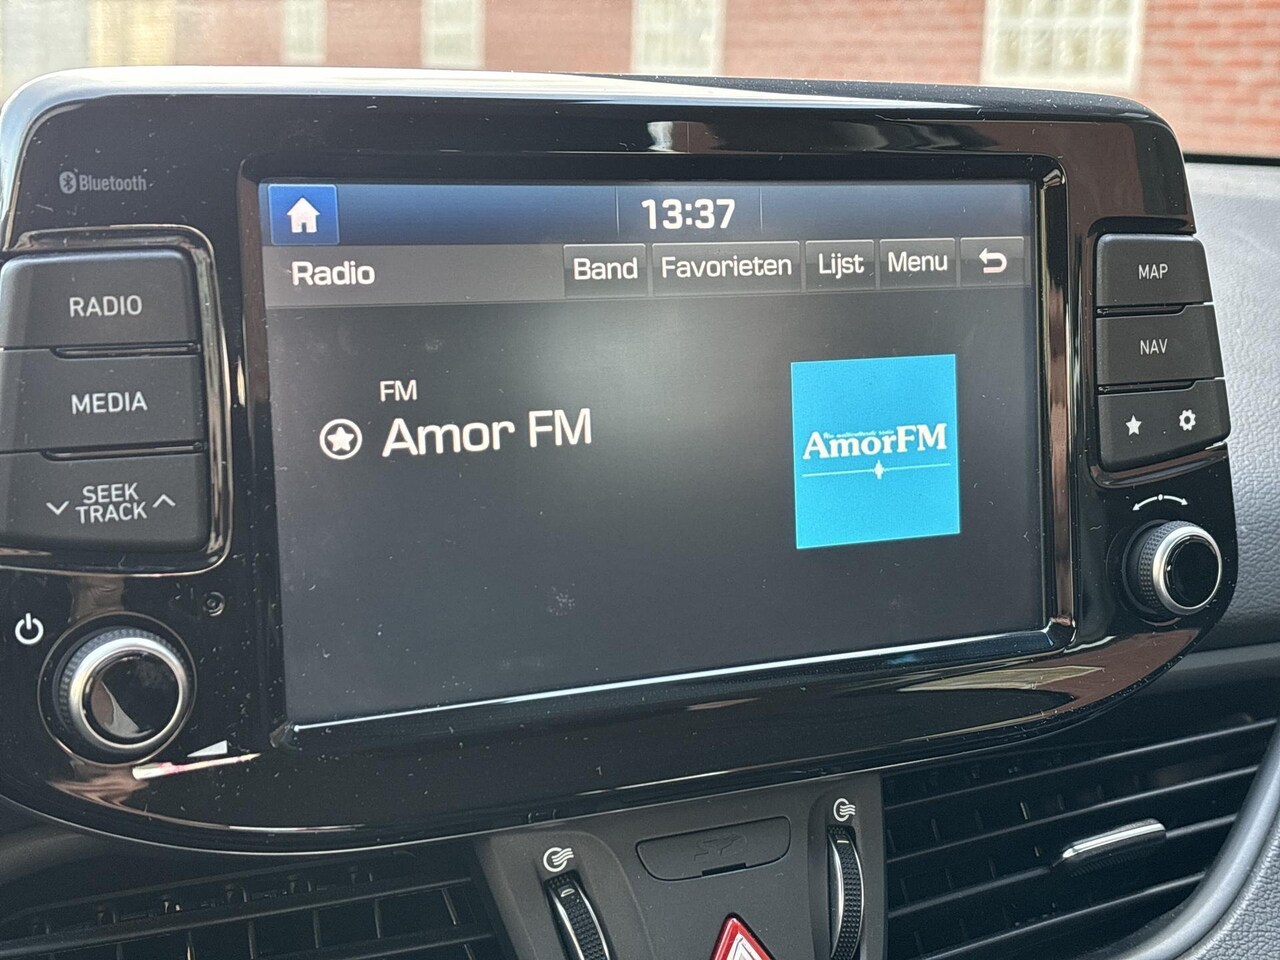 Bluetooth
13:37
Radio
Band
Favorieten
Lijst
Menu
RADIO
MEDIA
SEEK
TRACK
FM
Amor FM
AmorFM
MAP
NAV